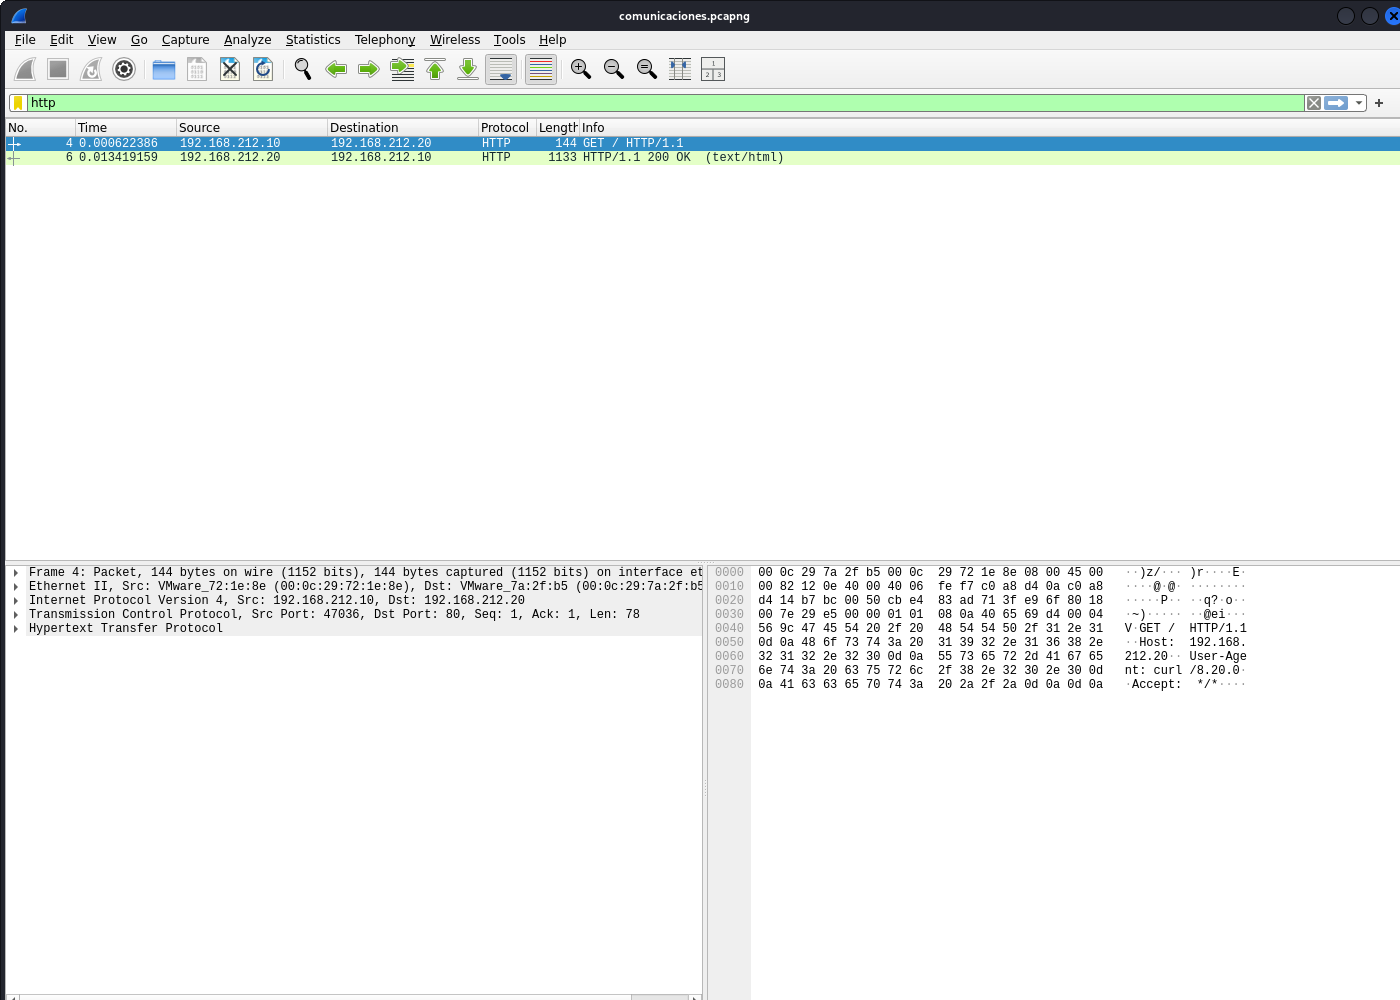 comunicaciones.pcapng
File Edit View Go Capture Analyze Statistics Telephony Wireless Tools Help
http
No. Time Source Destination Protocol Length Info
4 0.000622386 192.168.212.10 192.168.212.20 HTTP 144 GET / HTTP/1.1
6 0.013419159 192.168.212.20 192.168.212.10 HTTP 1133 HTTP/1.1 200 OK (text/html)
Frame 4: Packet, 144 bytes on wire (1152 bits), 144 bytes captured (1152 bits) on interface et
Ethernet II, Src: VMware_72:1e:8e (00:0c:29:72:1e:8e), Dst: VMware_7a:2f:b5 (00:0c:29:7a:2f:b5
Internet Protocol Version 4, Src: 192.168.212.10, Dst: 192.168.212.20
Transmission Control Protocol, Src Port: 47036, Dst Port: 80, Seq: 1, Ack: 1, Len: 78
Hypertext Transfer Protocol
0000 00 0c 29 7a 2f b5 00 0c 29 72 1e 8e 08 00 45 00 ··)z/··· )r····E·
0010 00 82 12 0e 40 00 40 06 fe f7 c0 a8 d4 0a c0 a8 ····@·@· ········
0020 d4 14 b7 bc 00 50 cb e4 83 ad 71 3f e9 6f 80 18 ·····P·· ··q?·o··
0030 00 7e 29 e5 00 00 01 01 08 0a 40 65 69 d4 00 04 ·~)····· ··@ei···
0040 56 9c 47 45 54 20 2f 20 48 54 54 50 2f 31 2e 31 V·GET / HTTP/1.1
0050 0d 0a 48 6f 73 74 3a 20 31 39 32 2e 31 36 38 2e ··Host: 192.168.
0060 32 31 32 2e 32 30 0d 0a 55 73 65 72 2d 41 67 65 212.20·· User-Age
0070 6e 74 3a 20 63 75 72 6c 2f 38 2e 32 30 2e 30 0d nt: curl /8.20.0·
0080 0a 41 63 63 65 70 74 3a 20 2a 2f 2a 0d 0a 0d 0a ·Accept: */*····